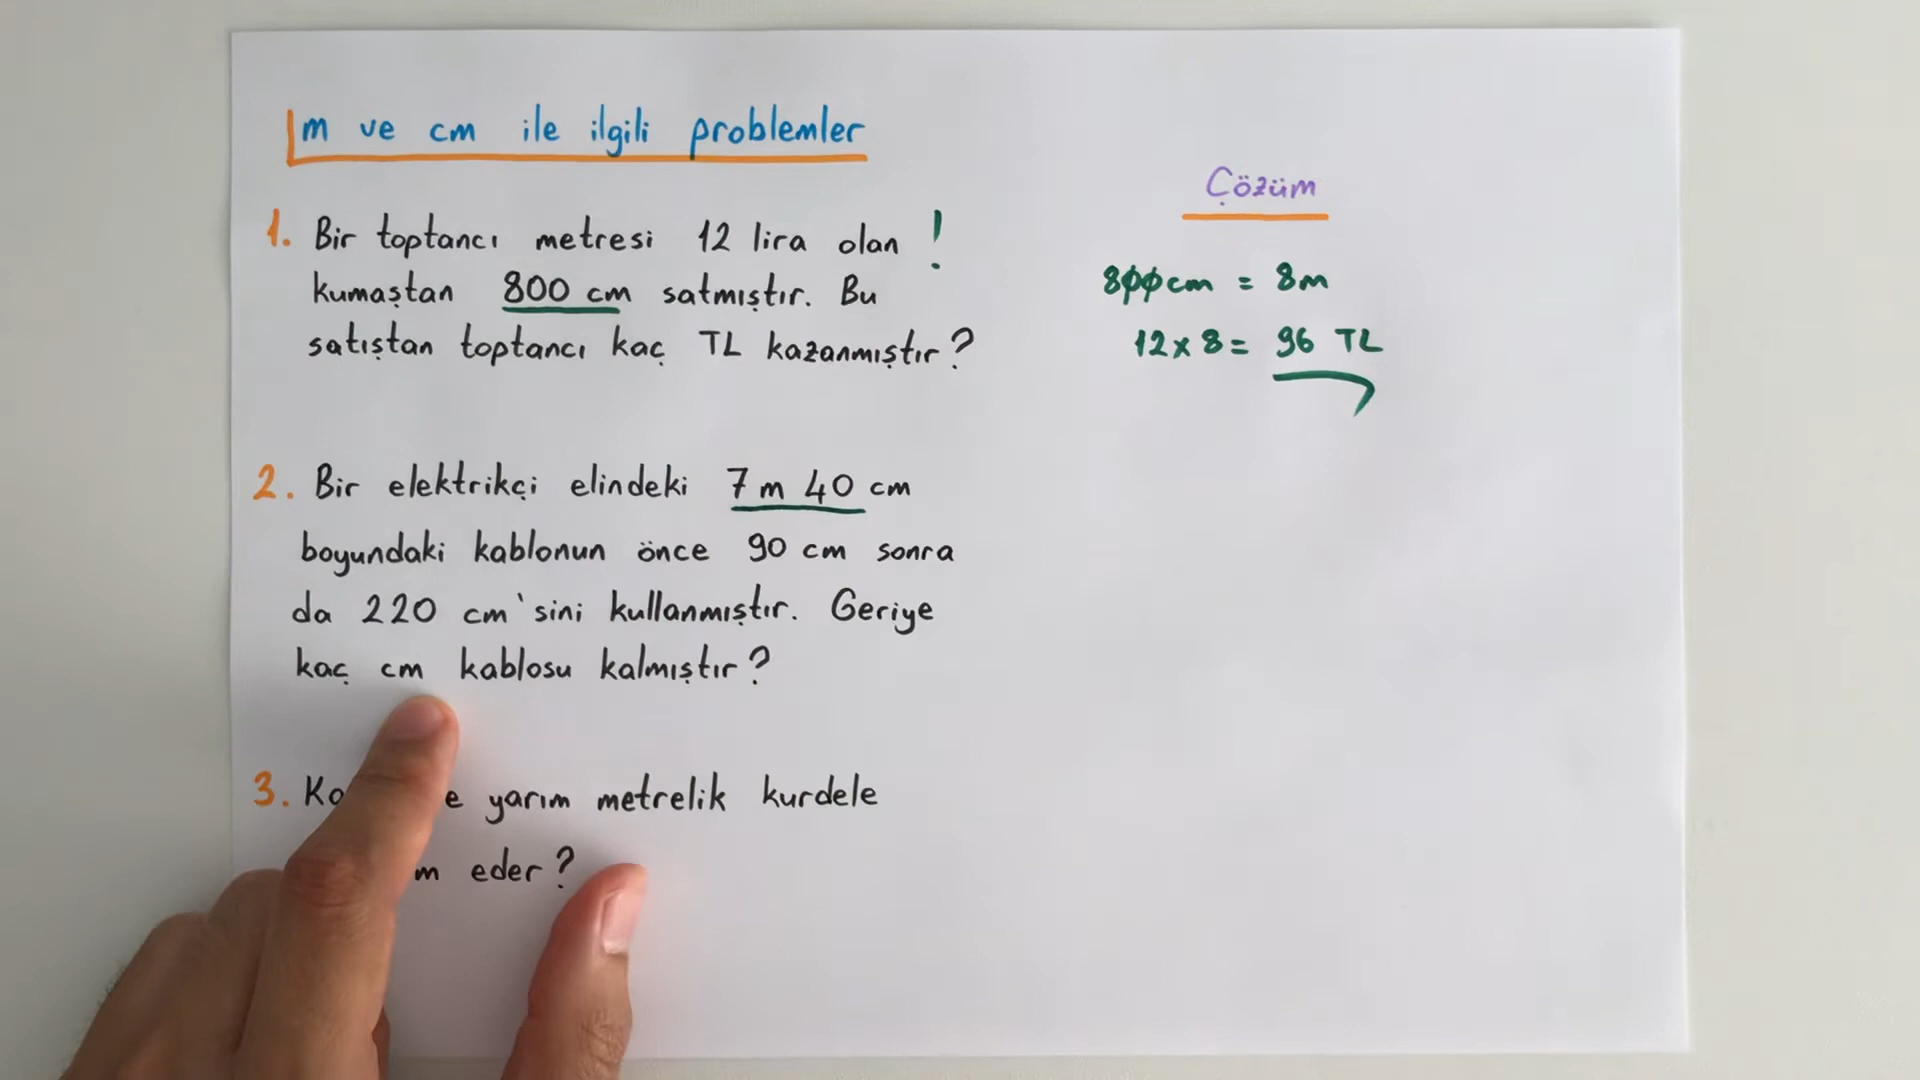 m ve cm ile ilgili problemler
Çözüm
1. Bir toptancı metresi 12 lira olan !
kumaştan 800 cm satmıştır. Bu
satıştan toptancı kaç TL kazanmıştır?
800cm = 8m
12x8= 96 TL
2. Bir elektrikçi elindeki 7 m 40 cm
boyundaki kablonun önce 90 cm sonra
da 220 cm'sini kullanmıştır. Geriye
kaç cm kablosu kalmıştır?
3. yarım metrelik kurdele
m eder?